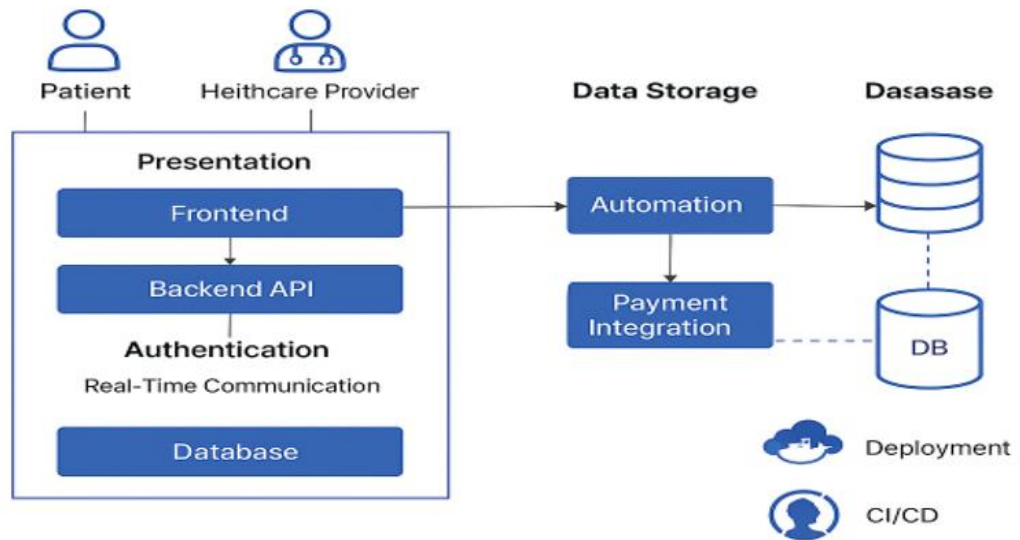 Patient
Heithcare Provider
Data Storage
Dasasase
Presentation
Frontend
Automation
Backend API
Payment
Integration
DB
Authentication
Real-Time Communication
Database
Deployment
CI/CD